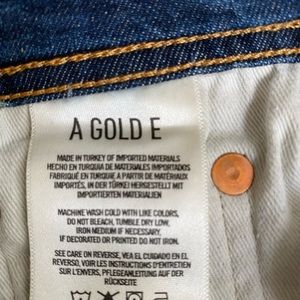 A GOLD E
MADE IN TURKEY OF IMPORTED MATERIALS
HECHO EN TURQUIA DE MATERIALES IMPORTADOS
FABRIQUÉ EN TURQUIE A PARTIR DE MATÉRIAUX
IMPORTÉS, IN DER TÜRKEI HERGESTELLT MIT
IMPORTIERTEN MATERIALIEN
MACHINE WASH COLD WITH LIKE COLORS,
DO NOT BLEACH, TUMBLE DRY LOW.
IRON MEDIUM IF NECESSARY.
IF DECORATED OR PRINTED DO NOT IRON.
SEE CARE ON REVERSE, VEA EL CUIDADO EN EL
REVERSO, VOIR LES INSTRUCTIONS D'ENTRETIEN
SUR L'ENVERS, PFLEGEANLEITUNG AUF DER
RÜCKSEITE